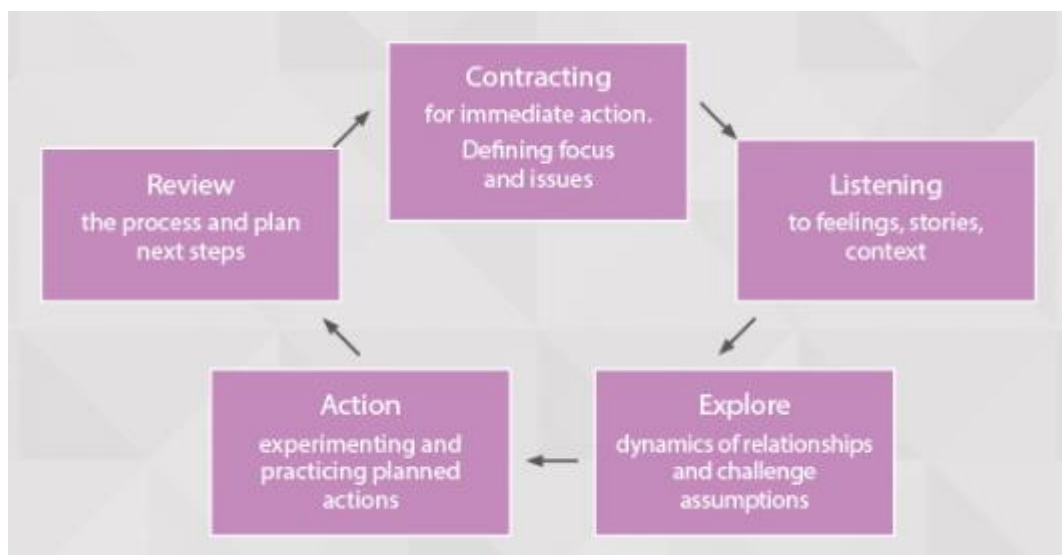 Contracting
for immediate action.
Defining focus
and issues
Listening
to feelings, stories,
context
Explore
dynamics of relationships
and challenge
assumptions
Action
experimenting and
practicing planned
actions
Review
the process and plan
next steps